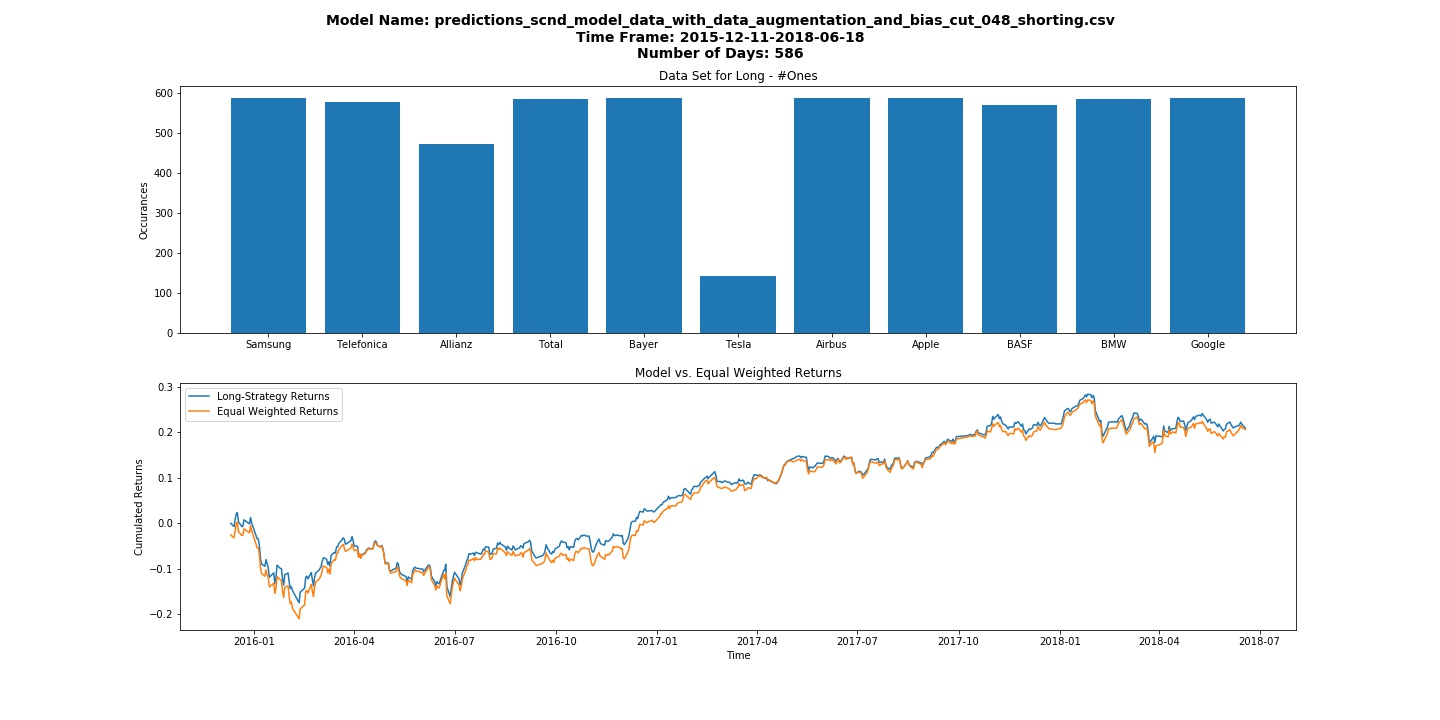 Model Name: predictions_scnd_model_data_with_data_augmentation_and_bias_cut_048_shorting.csv
Time Frame: 2015-12-11-2018-06-18
Number of Days: 586
Data Set for Long - #Ones
600
500
400
300
200
100
0
Occurances
Samsung Telefonica Allianz Total Bayer Tesla Airbus Apple BASF BMW Google
Model vs. Equal Weighted Returns
Long-Strategy Returns
Equal Weighted Returns
0.3
0.2
0.1
0.0
−0.1
−0.2
Cumulated Returns
2016-01 2016-04 2016-07 2016-10 2017-01 2017-04 2017-07 2017-10 2018-01 2018-04 2018-07
Time